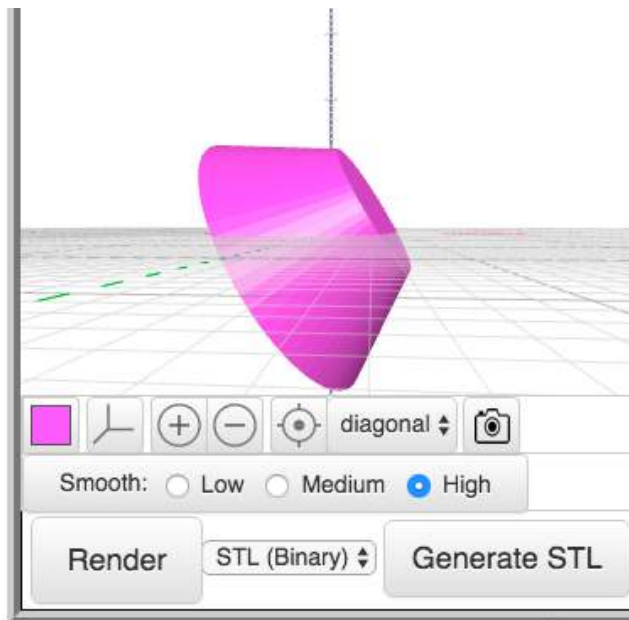 diagonal
Smooth: Low Medium High
Render STL (Binary) Generate STL